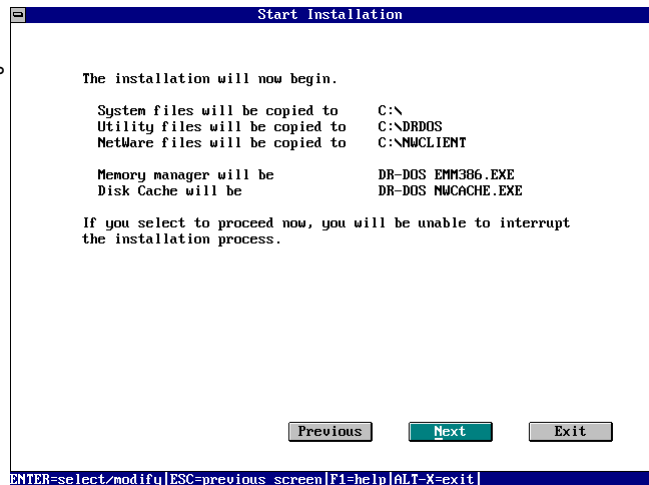 Start Installation
The installation will now begin.
System files will be copied to C:\
Utility files will be copied to C:\DRDOS
NetWare files will be copied to C:\NWCLIENT
Memory manager will be DR-DOS EMM386.EXE
Disk Cache will be DR-DOS NWCACHE.EXE
If you select to proceed now, you will be unable to interrupt
the installation process.
Previous Next Exit
ENTER=select/modify|ESC=previous screen|F1=help|ALT-X=exit|